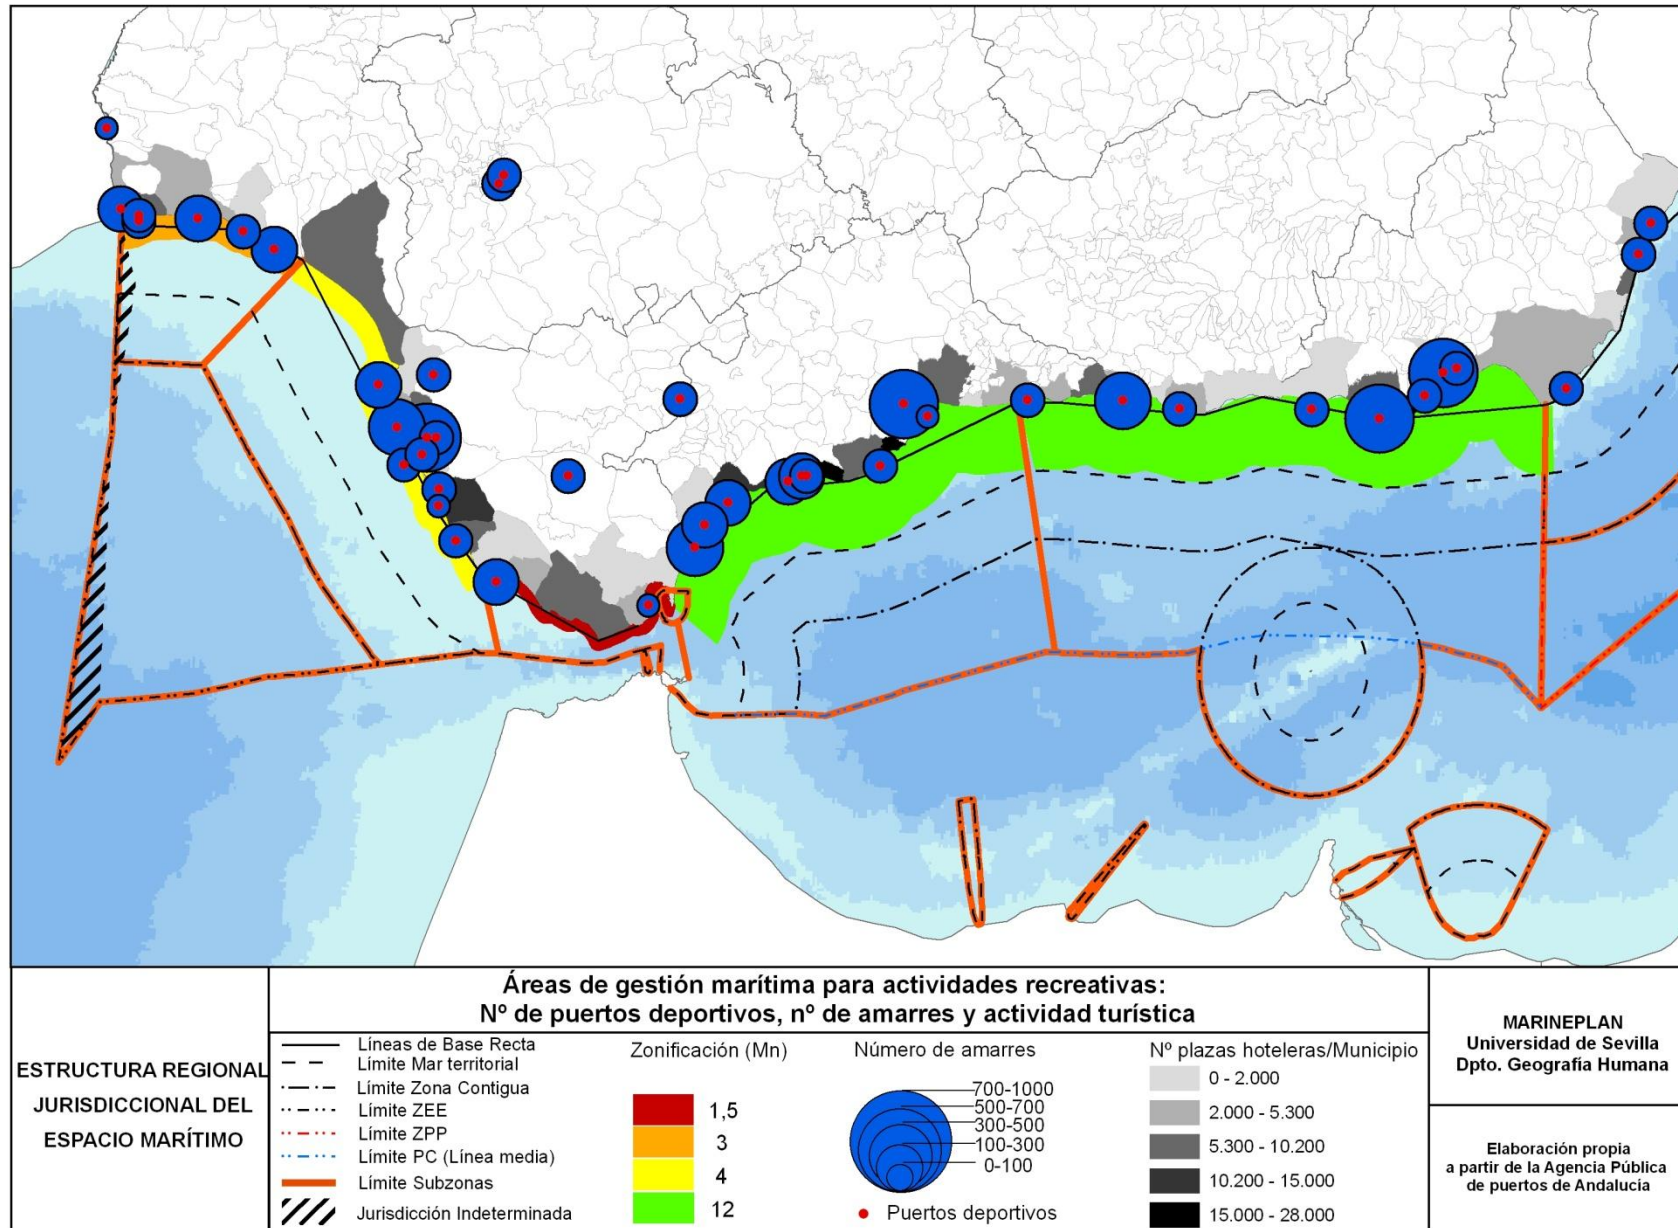 ESTRUCTURA REGIONAL
JURISDICCIONAL DEL
ESPACIO MARÍTIMO
Áreas de gestión marítima para actividades recreativas:
Nº de puertos deportivos, nº de amarres y actividad turística
Líneas de Base Recta
Límite Mar territorial
Límite Zona Contigua
Límite ZEE
Límite ZPP
Límite PC (Línea media)
Límite Subzonas
Jurisdicción Indeterminada
Zonificación (Mn)
1,5
3
4
12
Número de amarres
700-1000
500-700
300-500
100-300
0-100
Puertos deportivos
Nº plazas hoteleras/Municipio
0 - 2.000
2.000 - 5.300
5.300 - 10.200
10.200 - 15.000
15.000 - 28.000
MARINEPLAN
Universidad de Sevilla
Dpto. Geografía Humana
Elaboración propia
a partir de la Agencia Pública
de puertos de Andalucía